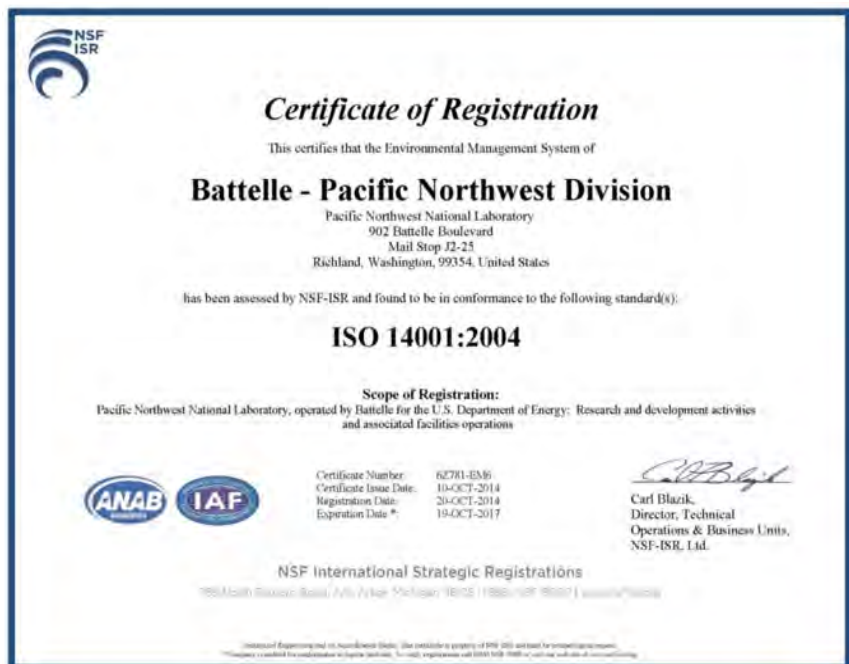 NSF
ISR
Certificate of Registration
This certifies that the Environmental Management System of
Battelle - Pacific Northwest Division
Pacific Northwest National Laboratory
902 Battelle Boulevard
Mail Stop J2-25
Richland, Washington, 99354, United States
has been assessed by NSF-ISR and found to be in conformance to the following standard(s):
ISO 14001:2004
Scope of Registration:
Pacific Northwest National Laboratory, operated by Battelle for the U.S. Department of Energy: Research and development activities
and associated facilities operations
ANAB
IAF
Certificate Number:
Certificate Issue Date: 10-OCT-2014
Registration Date: 20-OCT-2014
Expiration Date *: 19-OCT-2017
Carl Blazik,
Director, Technical
Operations & Business Units,
NSF-ISR, Ltd.
NSF International Strategic Registrations